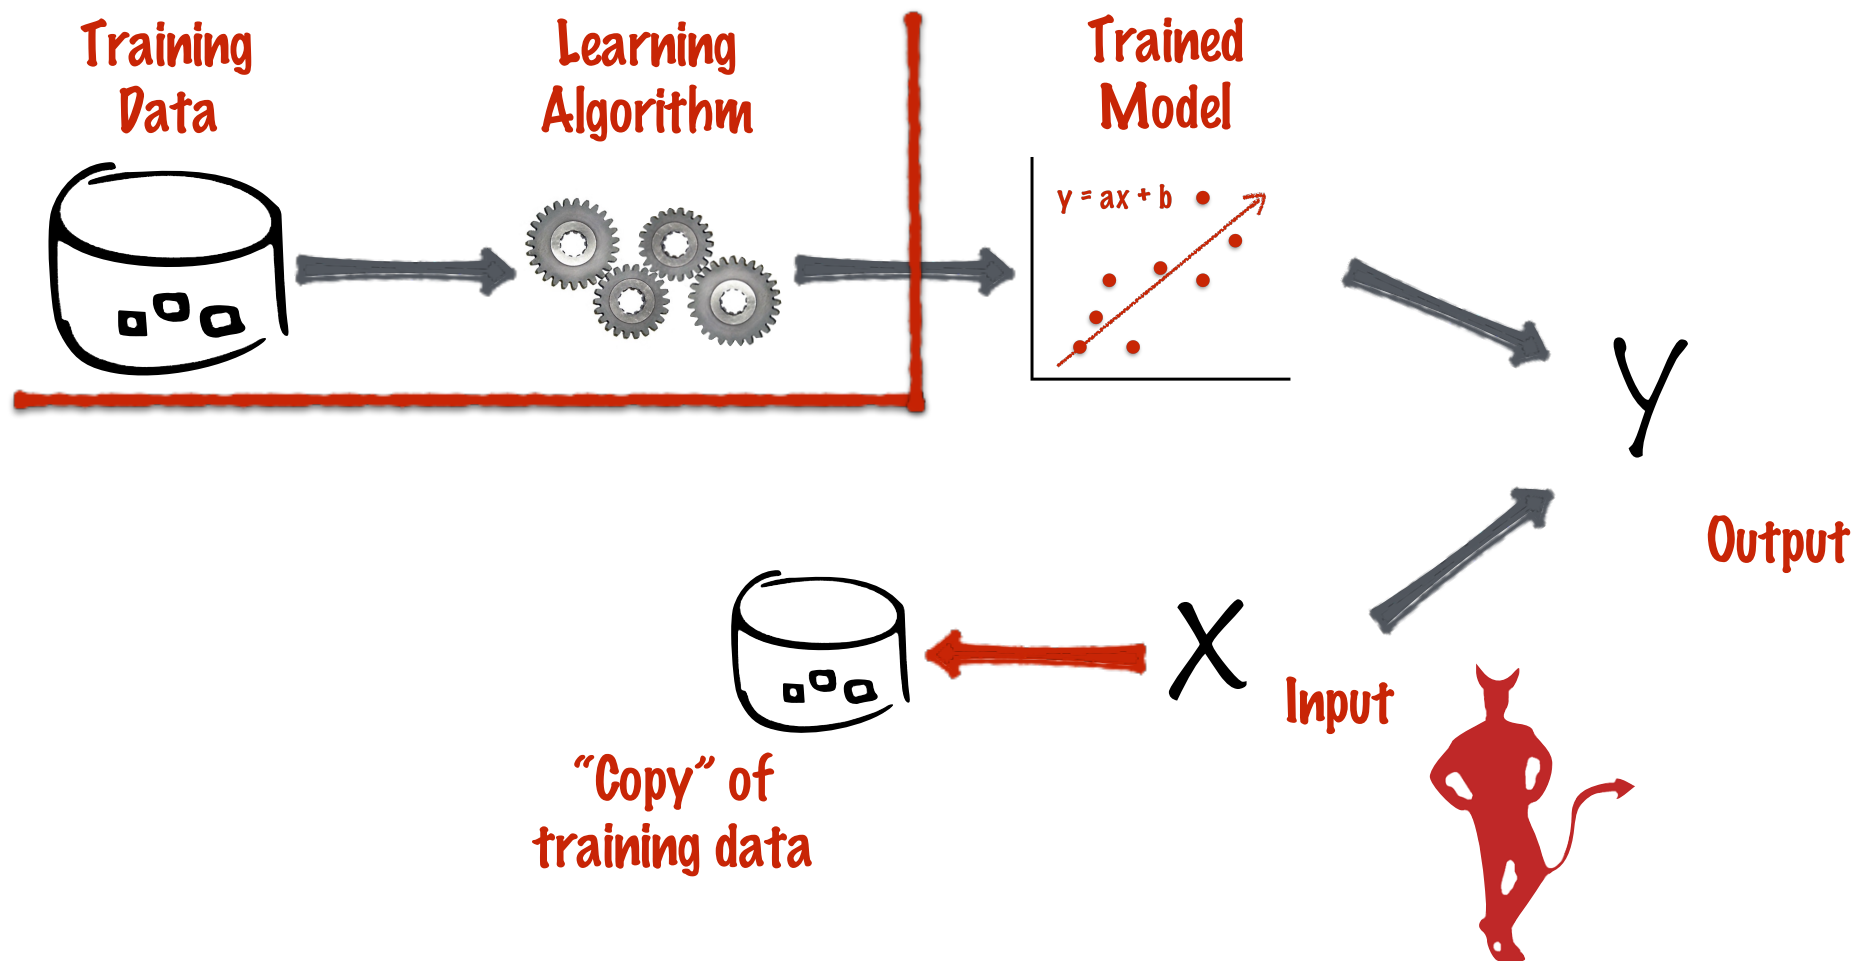 Training
Data
Learning
Algorithm
Trained
Model
y = ax + b
Y
Output
X
Input
“Copy” of
training data